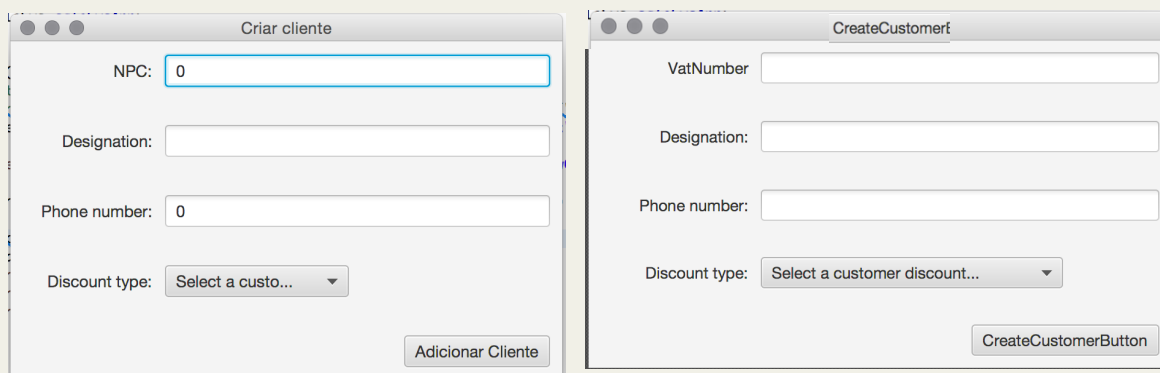 Criar cliente
NPC:
0
Designation:
Phone number:
0
Discount type:
Select a custo...
Adicionar Cliente
CreateCustomerE
VatNumber
Designation:
Phone number:
Discount type:
Select a customer discount...
CreateCustomerButton